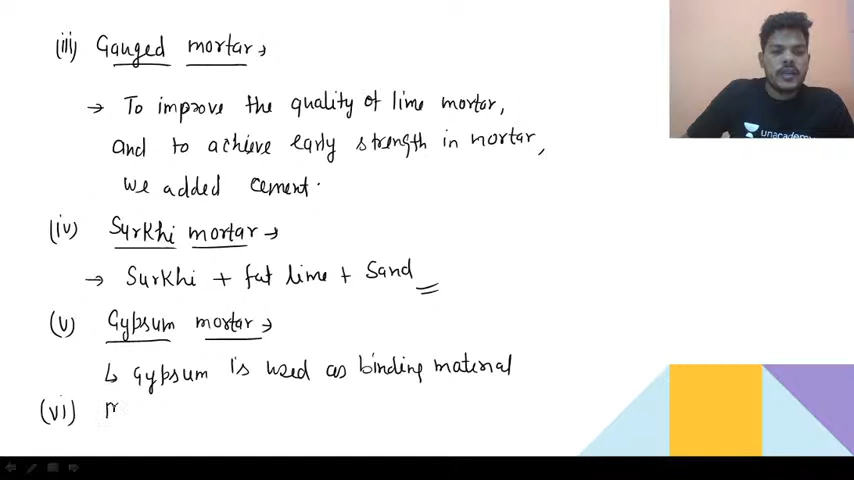 (iii) Gauged mortar →
→ To improve the quality of lime mortar,
and to achieve early strength in mortar,
we added cement.
(iv) Surkhi mortar →
→ Surkhi + fat lime + Sand
(v) Gypsum mortar →
↳ Gypsum is used as binding material
(vi)
unacademy